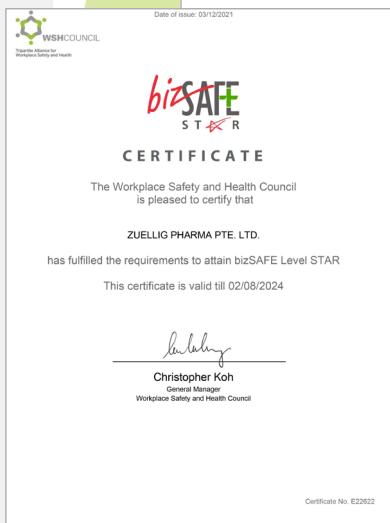 Date of issue: 03/12/2021
WSHCOUNCIL
Tripartite Alliance for
Workplace Safety and Health
bizSAFE
STAR
CERTIFICATE
The Workplace Safety and Health Council
is pleased to certify that
ZUELLIG PHARMA PTE. LTD.
has fulfilled the requirements to attain bizSAFE Level STAR
This certificate is valid till 02/08/2024
Christopher Koh
General Manager
Workplace Safety and Health Council
Certificate No. E22622